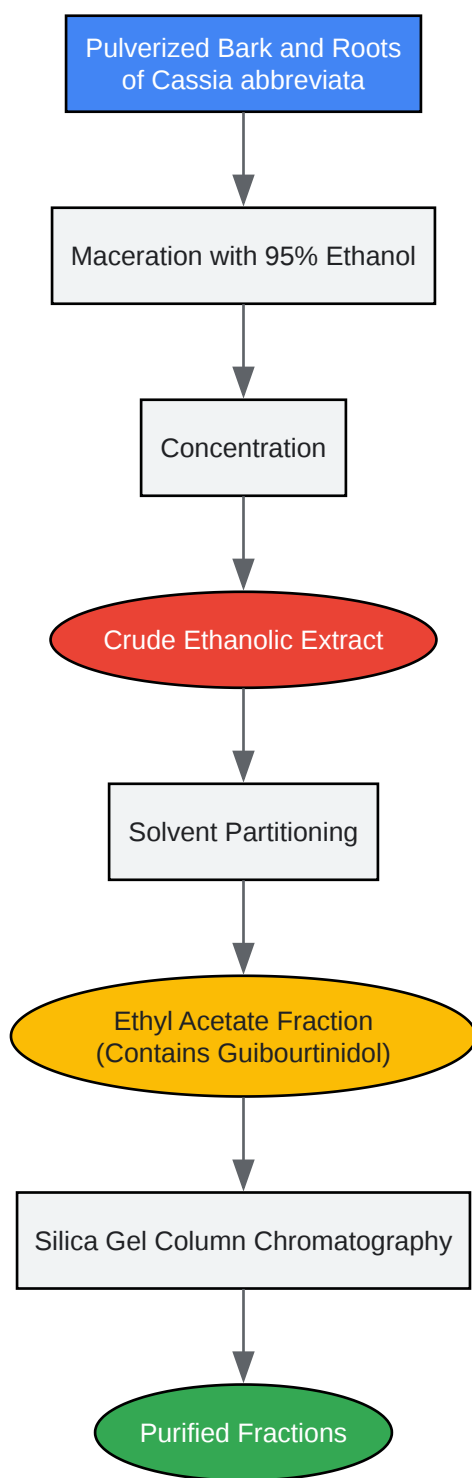 Pulverized Bark and Roots
of Cassia abbreviata
Maceration with 95% Ethanol
Concentration
Crude Ethanolic Extract
Solvent Partitioning
Ethyl Acetate Fraction
(Contains Guibourtinidol)
Silica Gel Column Chromatography
Purified Fractions